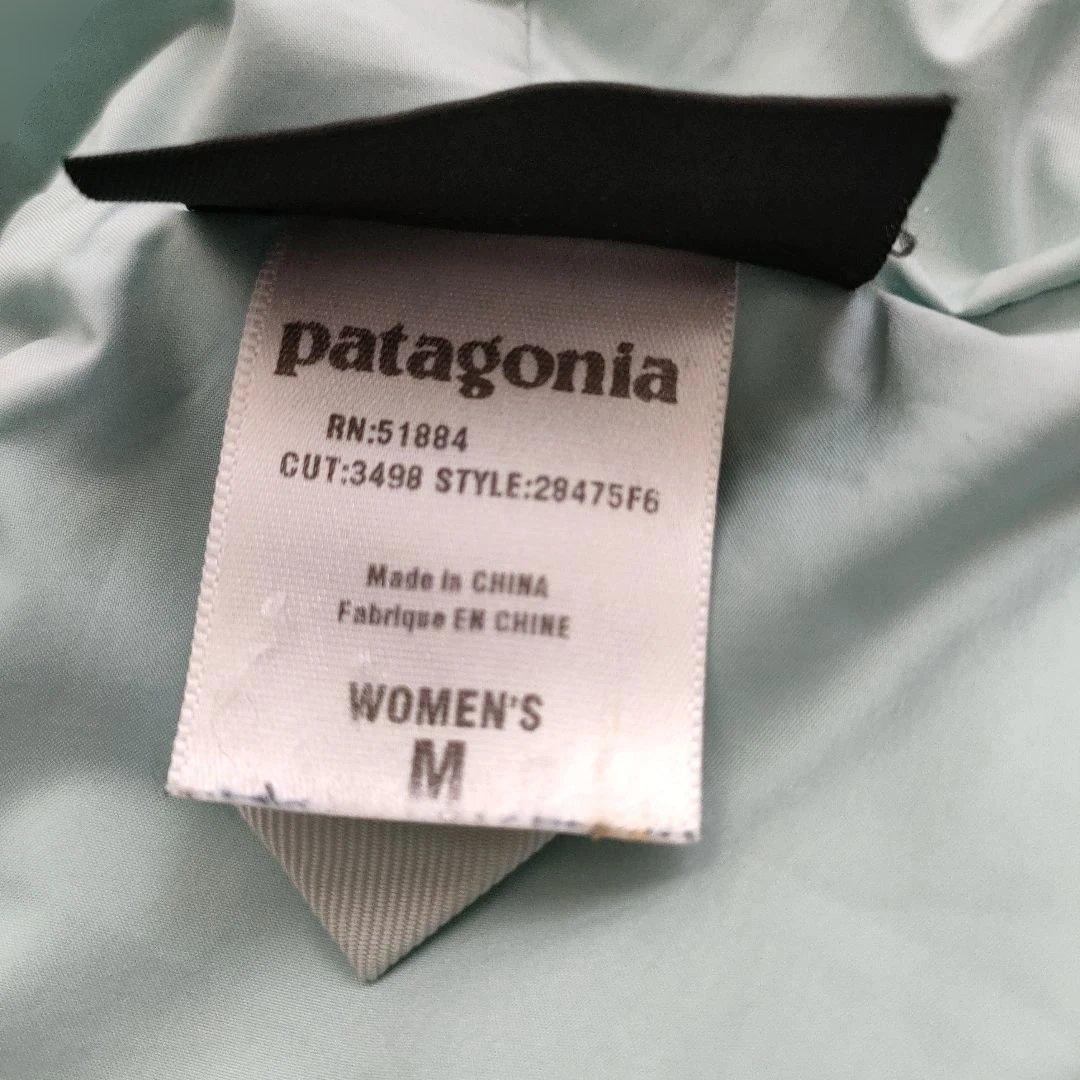 patagonia
RN:51884
CUT:3498 STYLE:28475F6
Made in CHINA
Fabrique EN CHINE
WOMEN'S
M